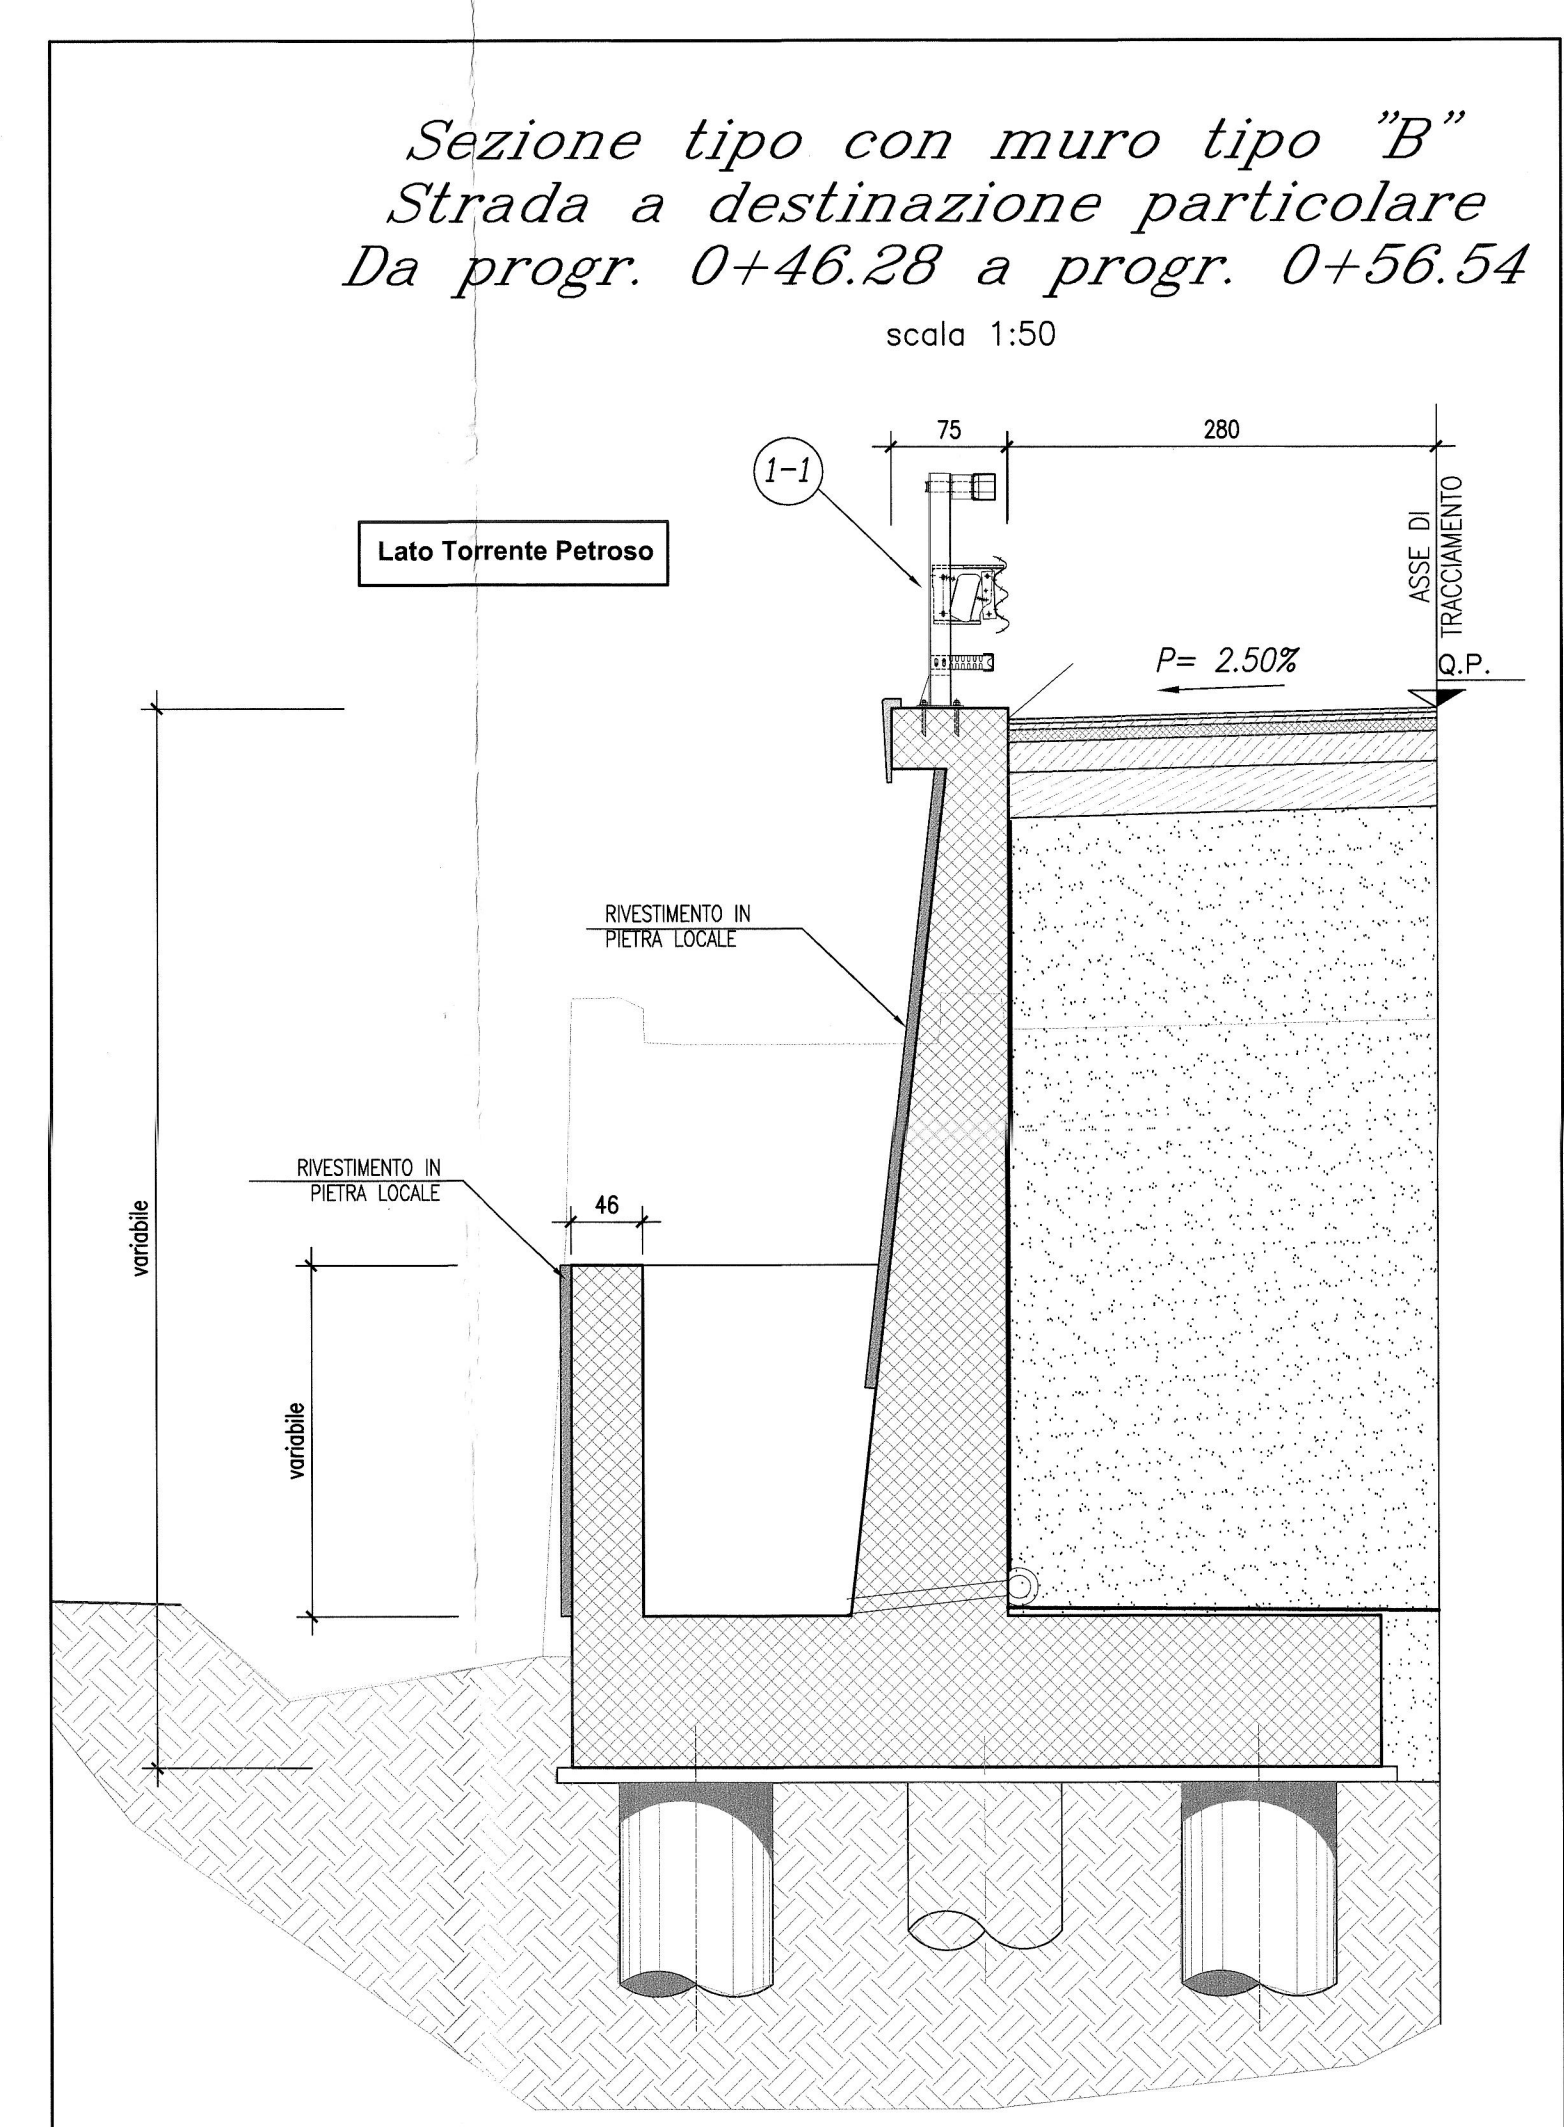 Sezione tipo con muro tipo "B"
Strada a destinazione particolare
Da progr. 0+46.28 a progr. 0+56.54
scala 1:50
75
280
1-1
Lato Torrente Petroso
ASSE DI
TRACCIAMENTO
P= 2.50%
Q.P.
RIVESTIMENTO IN
PIETRA LOCALE
RIVESTIMENTO IN
PIETRA LOCALE
46
variabile
variabile